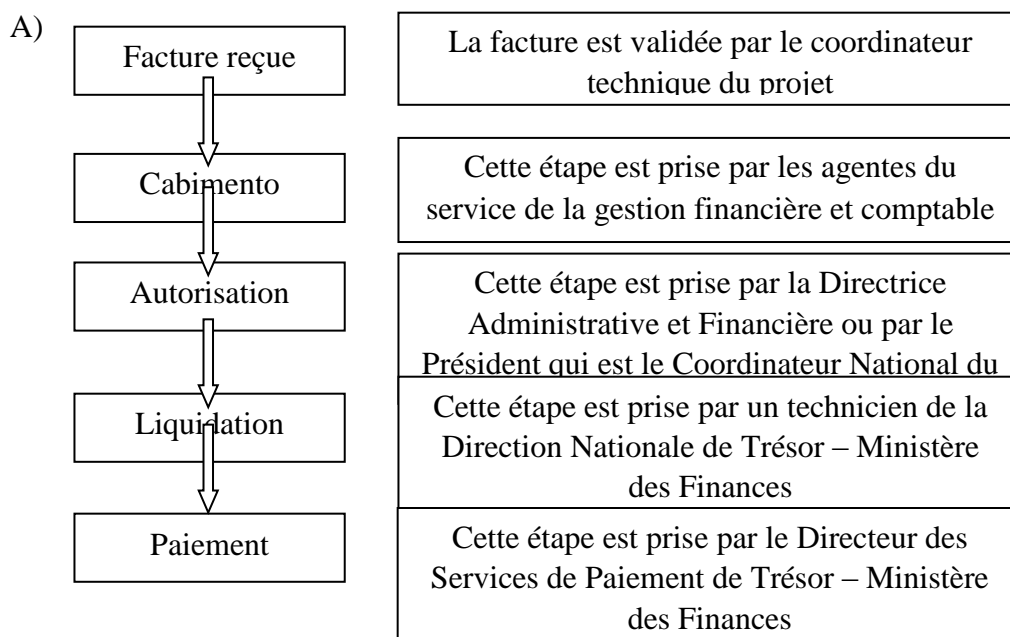 A)
Facture reçue
La facture est validée par le coordinateur
technique du projet
Cabimento
Cette étape est prise par les agentes du
service de la gestion financière et comptable
Autorisation
Cette étape est prise par la Directrice
Administrative et Financière ou par le
Président qui est le Coordinateur National du
Liquidation
Cette étape est prise par un technicien de la
Direction Nationale de Trésor – Ministère
des Finances
Paiement
Cette étape est prise par le Directeur des
Services de Paiement de Trésor – Ministère
des Finances